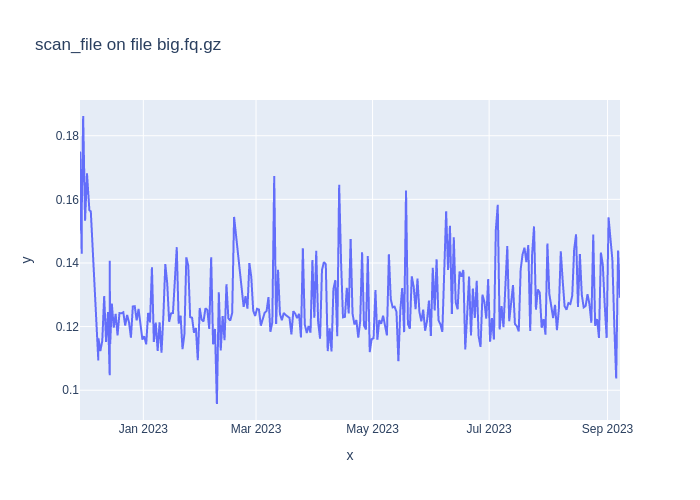 scan_file on file big.fq.gz
0.18
0.16
0.14
0.12
0.1
y
Jan 2023 Mar 2023 May 2023 Jul 2023 Sep 2023
x